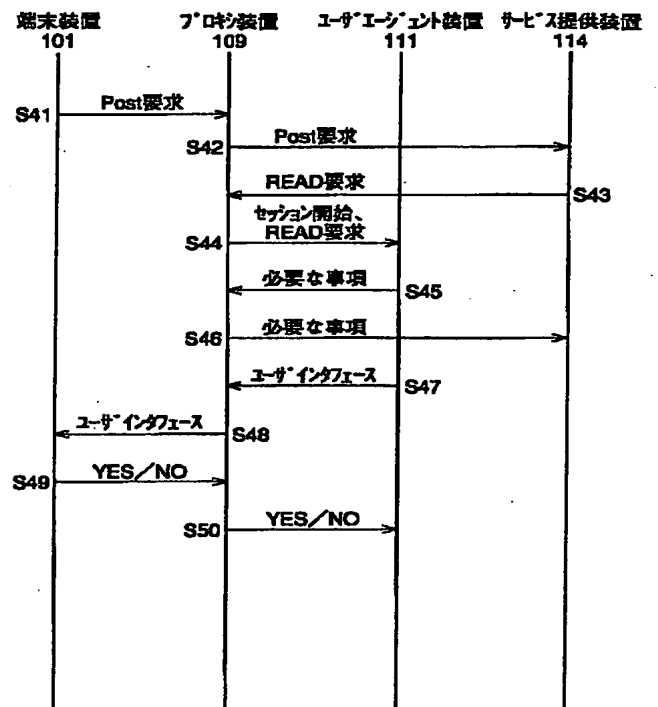 端末装置 プロキシ装置 ユーザエージェント装置 サービス提供装置
101 109 111 114
S41 Post要求
S42 Post要求
READ要求 S43
セッション開始、
S44 READ要求
必要な事項 S45
S46 必要な事項
ユーザインタフェース S47
ユーザインタフェース S48
S49 YES/NO
S50 YES/NO